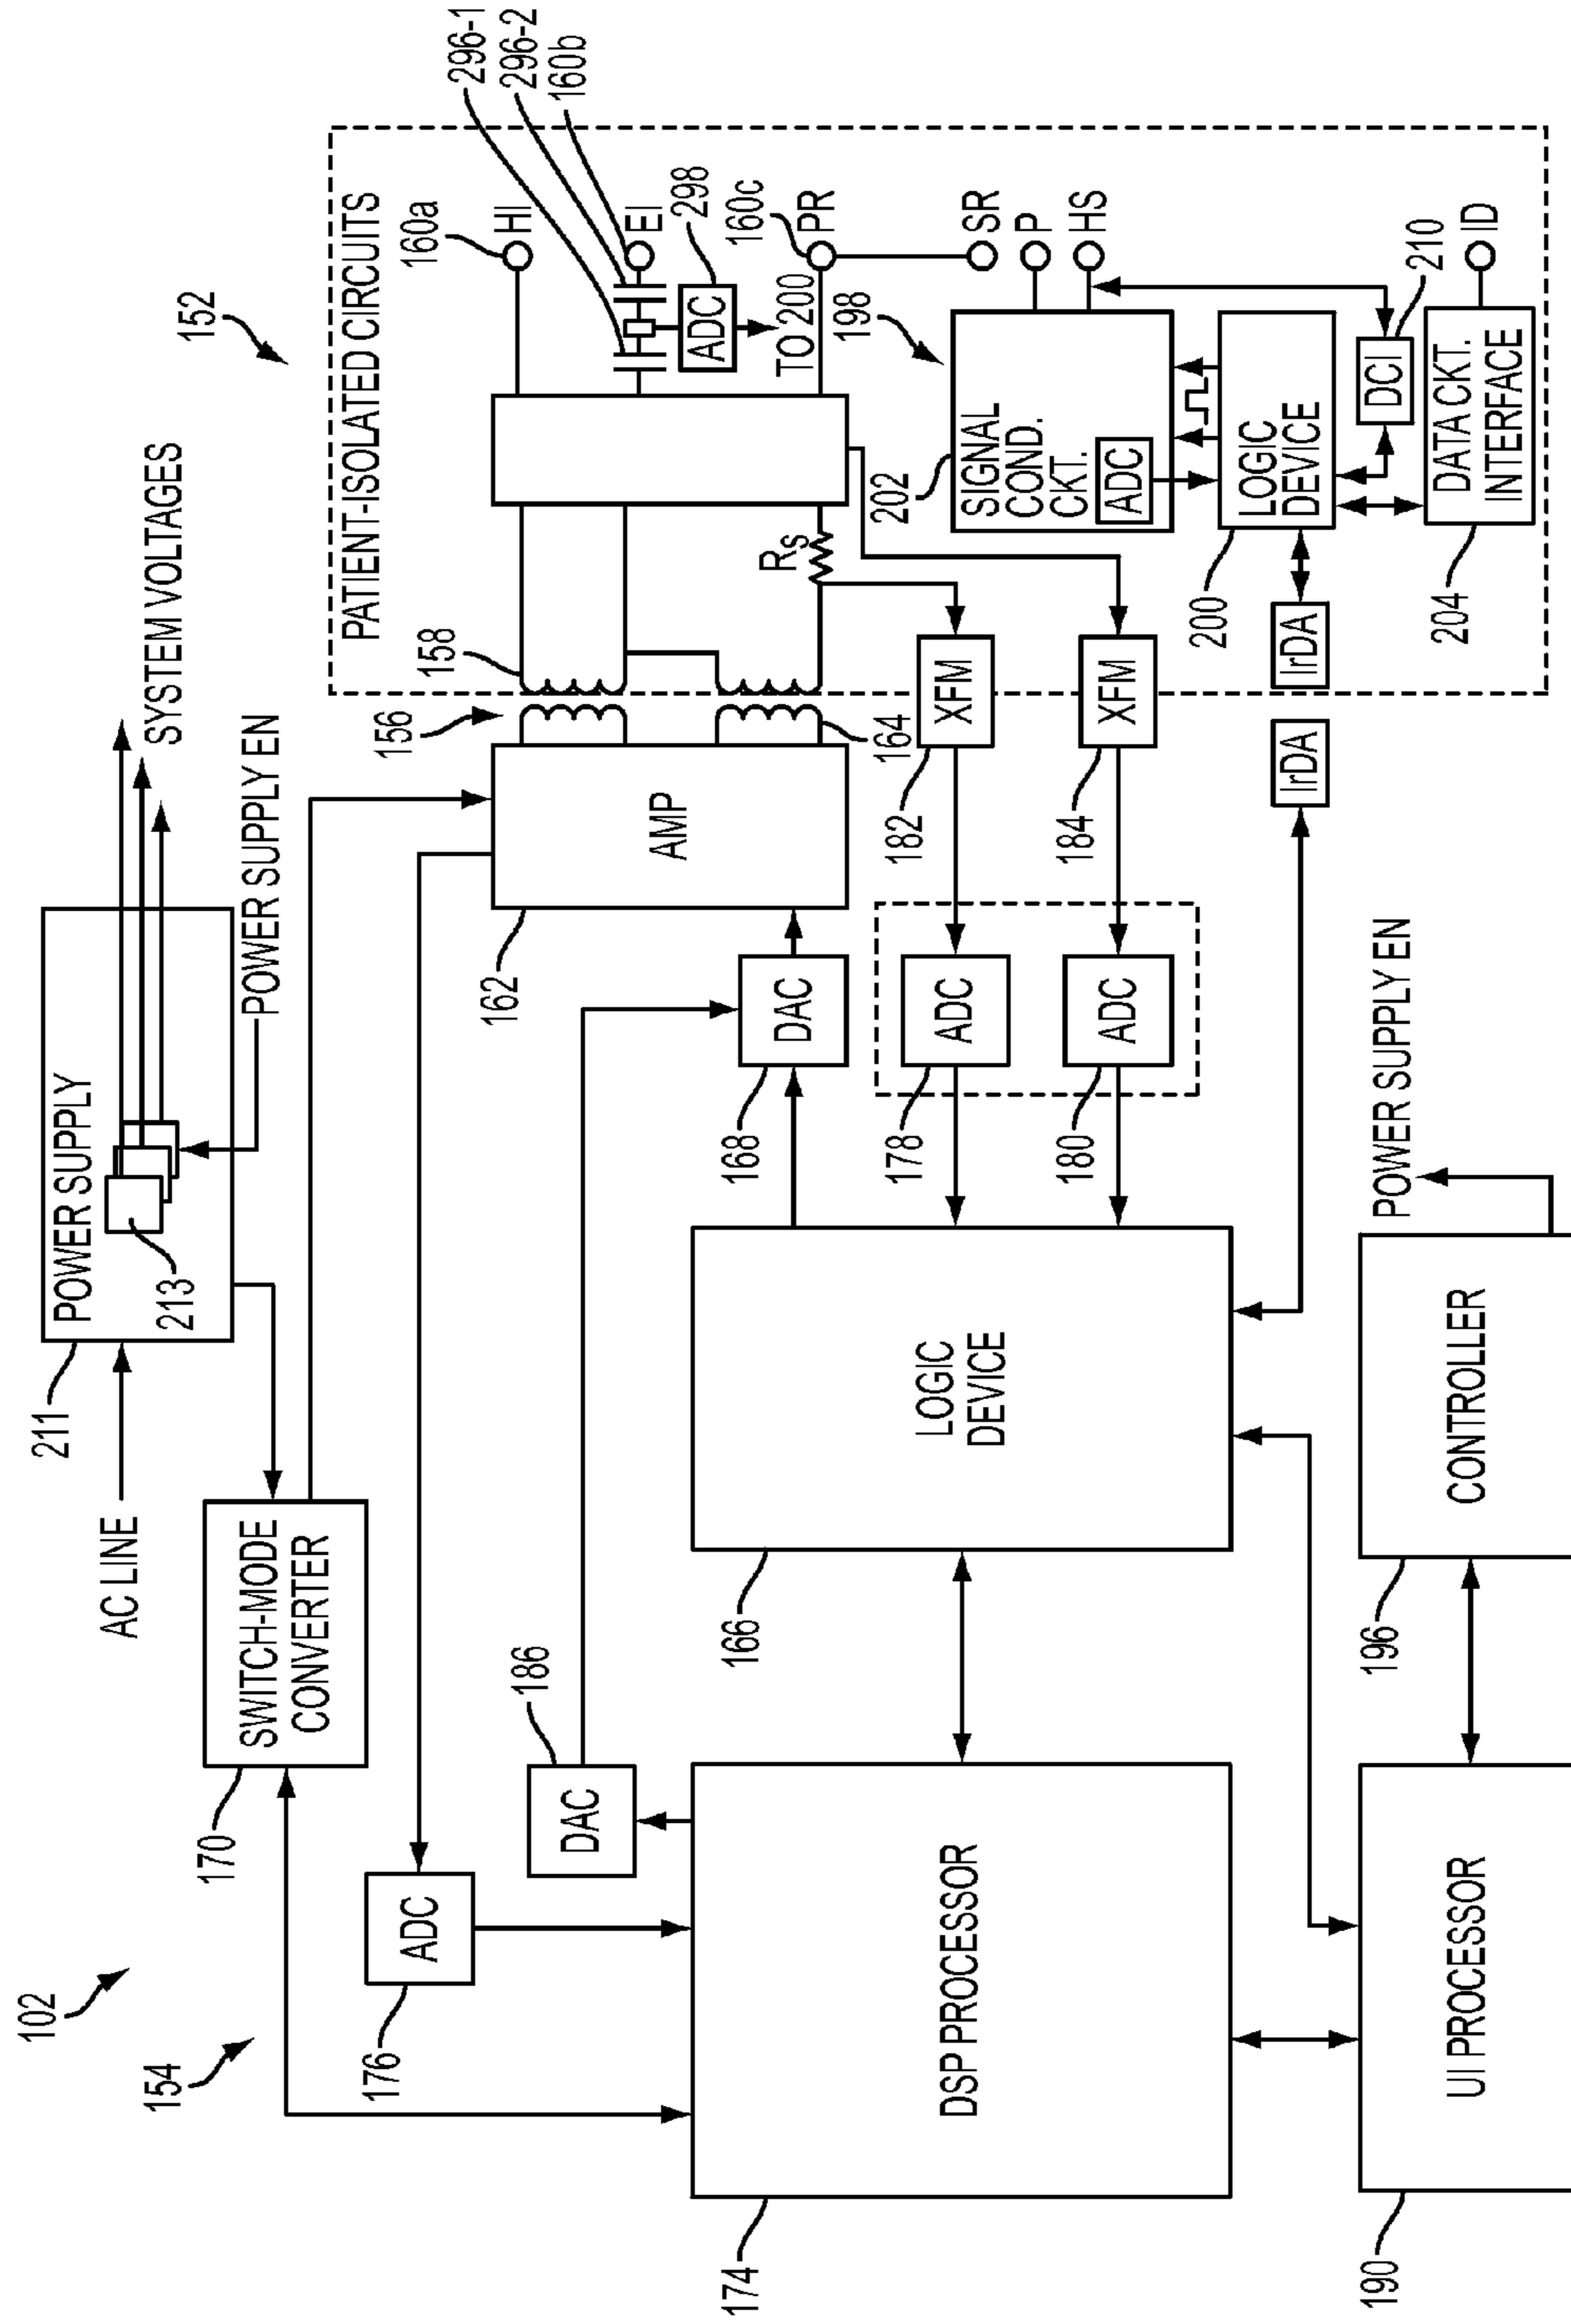 102
154
152
AC LINE
211
POWER SUPPLY
213
SYSTEM VOLTAGES
POWER SUPPLY EN
170
SWITCH-MODE
CONVERTER
176
ADC
186
DAC
162
AMP
156
158
164
PATIENT-ISOLATED CIRCUITS
160a
HI
296-1
296-2
160b
EI
298
ADC
TO 200
160c
PR
RS
168
DAC
178
ADC
180
ADC
182
XFM
184
XFM
174
DSP PROCESSOR
166
LOGIC
DEVICE
198
SR
P
HS
202
SIGNAL
COND.
CKT.
ADC
200
LOGIC
DEVICE
IrDA
IrDA
DCI
210
204
DATA CKT.
INTERFACE
ID
190
UI PROCESSOR
196
CONTROLLER
POWER SUPPLY EN